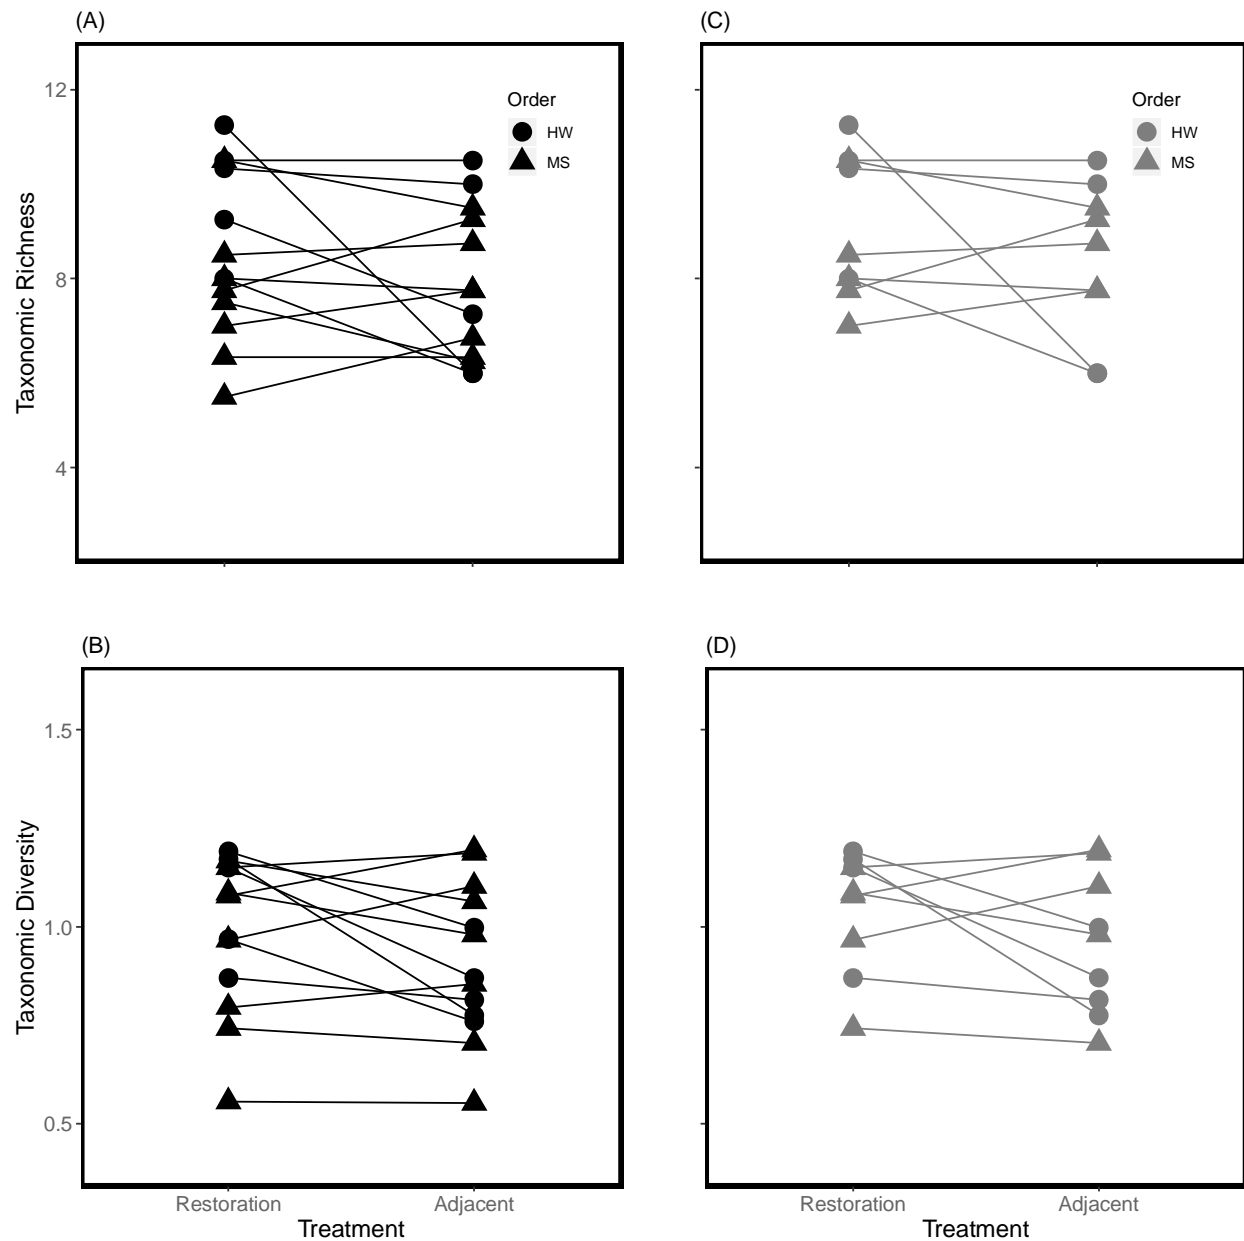 (A)
Taxonomic Richness
12
8
4
Order
HW
MS
(C)
Order
HW
MS
(B)
Taxonomic Diversity
1.5
1.0
0.5
Restoration
Adjacent
Treatment
(D)
Restoration
Adjacent
Treatment